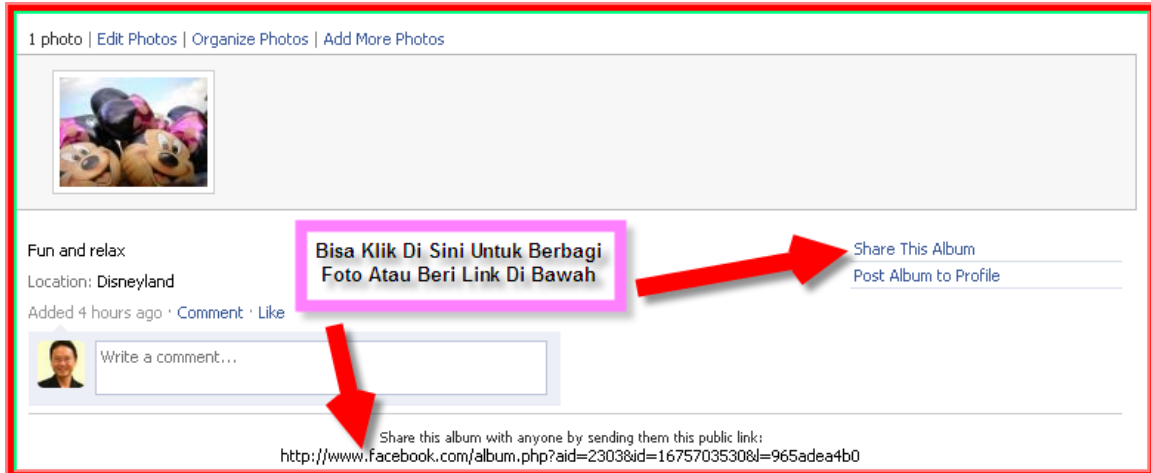 1 photo | Edit Photos | Organize Photos | Add More Photos
Fun and relax
Location: Disneyland
Added 4 hours ago · Comment · Like
Write a comment...
Bisa Klik Di Sini Untuk Berbagi
Foto Atau Beri Link Di Bawah
Share This Album
Post Album to Profile
Share this album with anyone by sending them this public link:
http://www.facebook.com/album.php?aid=2303&id=1675703530&l=965adea4b0